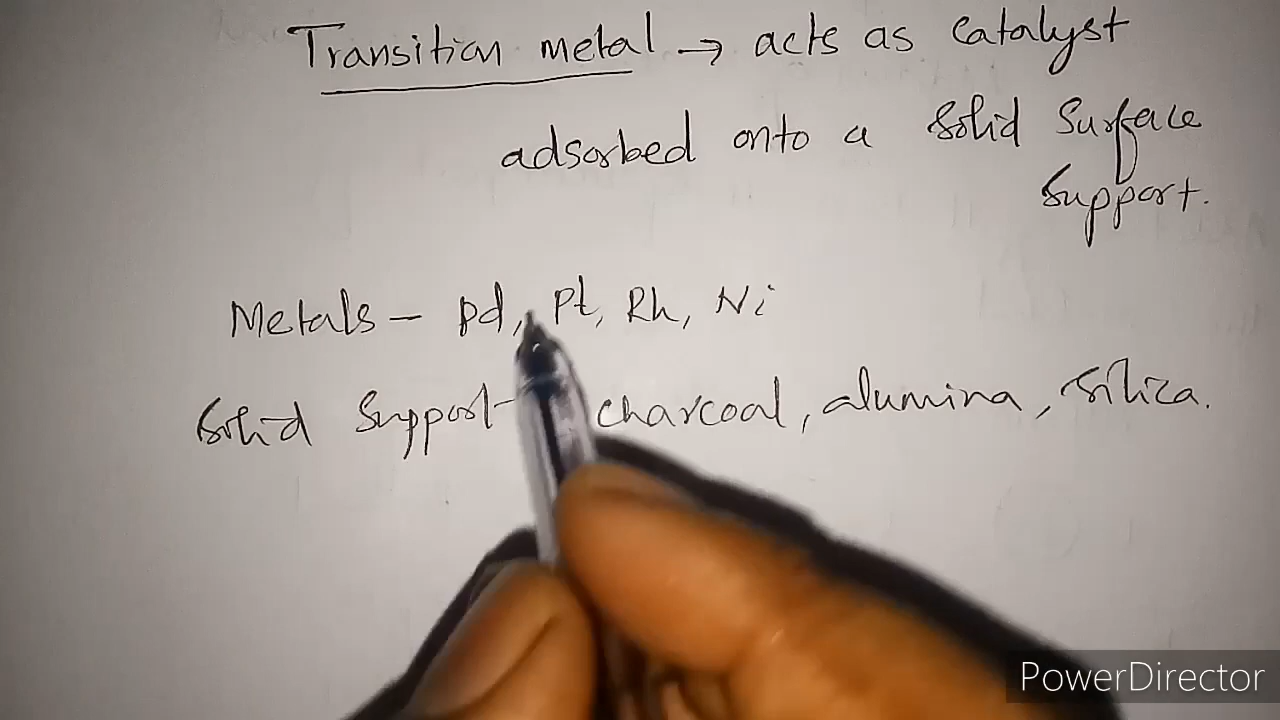 Transition metal → acts as catalyst
adsorbed onto a solid surface
support.
Metals - Pd, Pt, Rh, Ni
Solid support - charcoal, alumina, silica.
PowerDirector